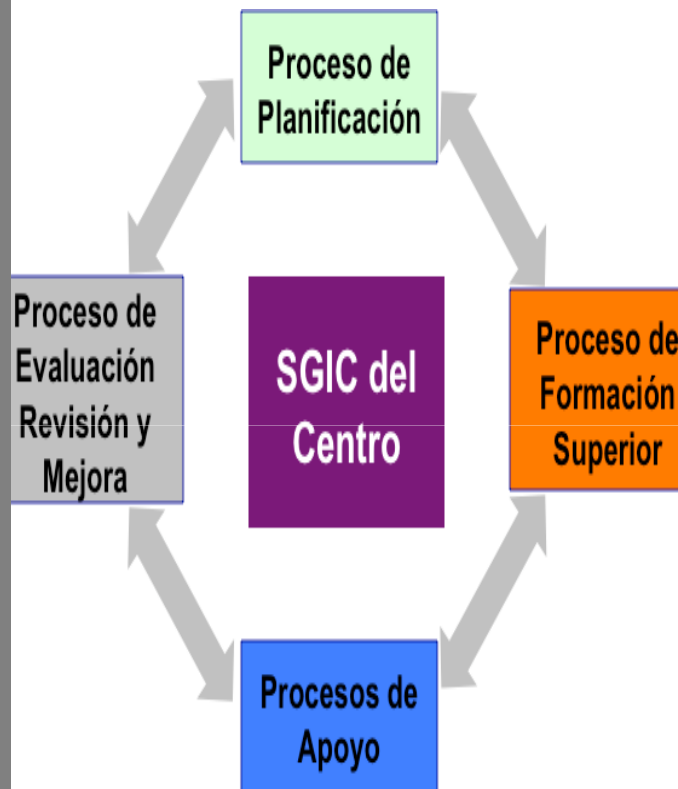 Proceso de
Planificación
Proceso de
Evaluación
Revisión y
Mejora
SGIC del
Centro
Proceso de
Formación
Superior
Procesos de
Apoyo